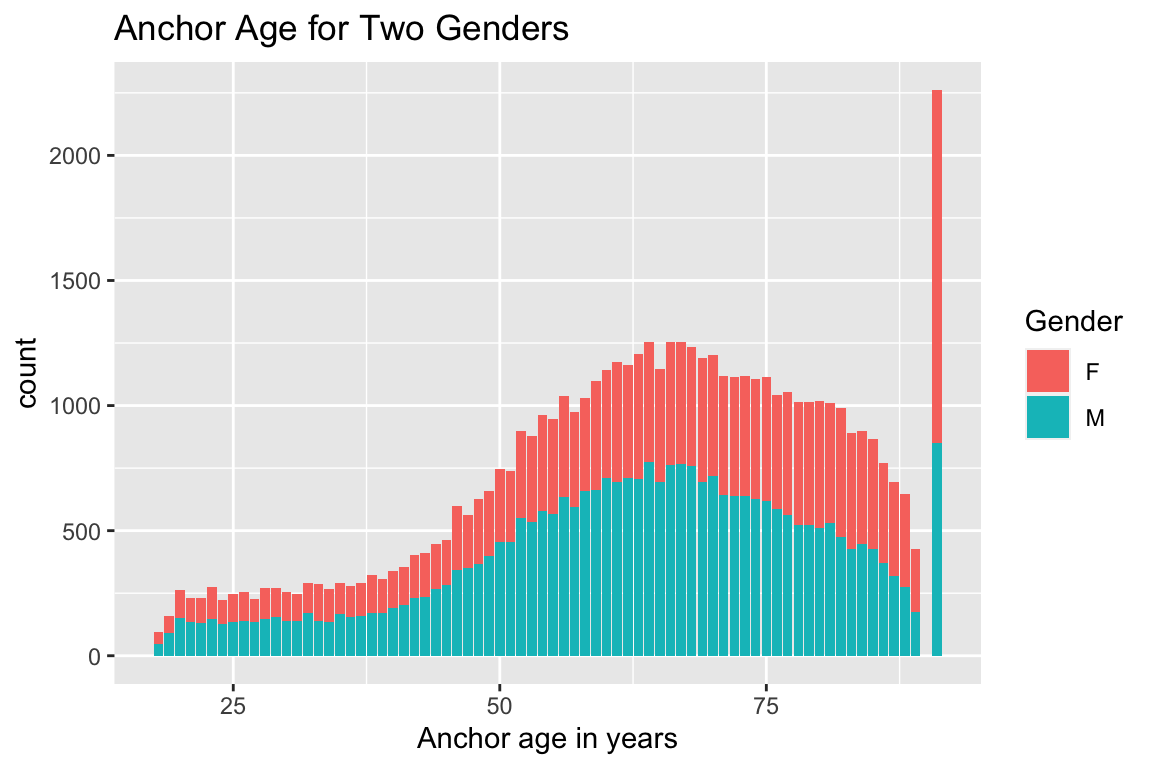 Anchor Age for Two Genders
2000
1500
1000
500
0
count
25 50 75
Anchor age in years
Gender
F
M